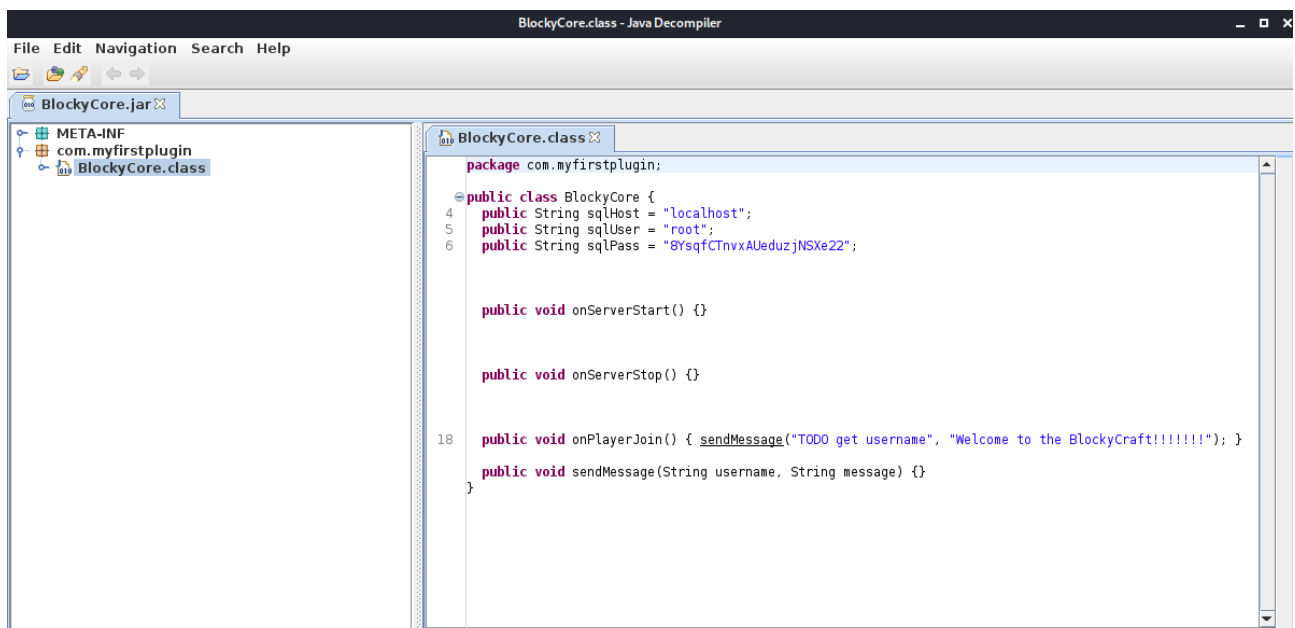 BlockyCore.class - Java Decompiler
File Edit Navigation Search Help
BlockyCore.jar
META-INF
com.myfirstplugin
BlockyCore.class
BlockyCore.class
package com.myfirstplugin;
public class BlockyCore {
4 public String sqlHost = "localhost";
5 public String sqlUser = "root";
6 public String sqlPass = "8YsqfCTnvxAUeduzjNSXe22";
public void onServerStart() {}
public void onServerStop() {}
18 public void onPlayerJoin() { sendMessage("TODO get username", "Welcome to the BlockyCraft!!!!!!!"); }
public void sendMessage(String username, String message) {}
}